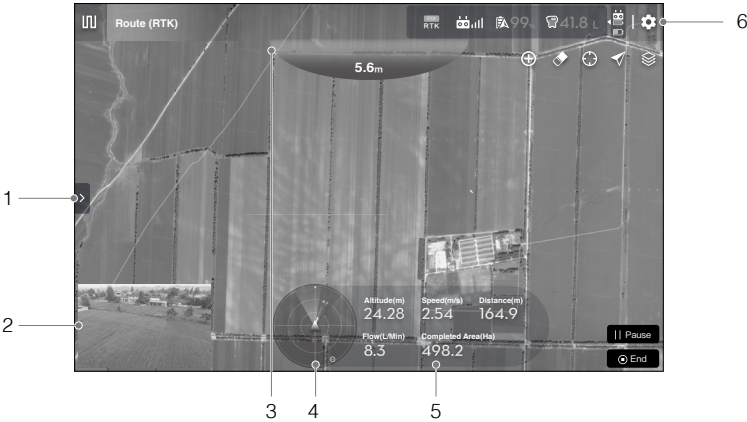 Route (RTK)
FIX
RTK
99%
41.8 L
6
5.6m
1
2
Altitude(m)
Speed(m/s)
Distance(m)
24.28
2.54
164.9
Flow(L/Min)
Completed Area(Ha)
8.3
498.2
Pause
End
3
4
5